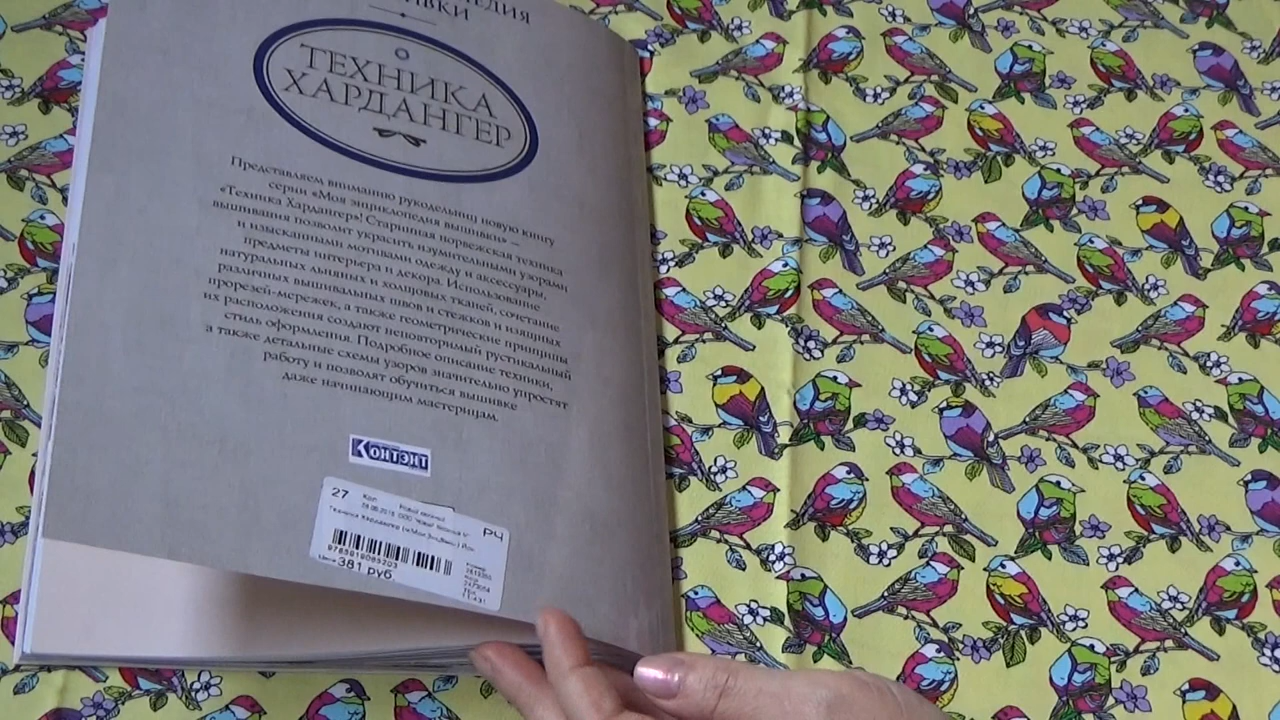 ВКИ
ТЕХНИКА
ХАРДАНГЕР
Представляем вниманию рукодельниц новую книгу
серии «Моя энциклопедия вышивки» –
«Техника Хардангер»! Старинная норвежская техника
вышивания позволит украсить изумительными узорами
и изысканными мотивами одежду и аксессуары,
предметы интерьера и декора. Использование
натуральных льняных и холщовых тканей, сочетание
различных вышивальных швов и стежков и изящных
прорезей-мережек, а также геометрические принципы
их расположения создают неповторимый рустикальный
стиль оформления. Подробное описание техники,
а также детальные схемы узоров значительно упростят
работу и позволят обучиться вышивке
даже начинающим мастерицам.
КОНТЭНТ
27
РЧ
Техника Хардангер
9785919065203
Цена 381 руб